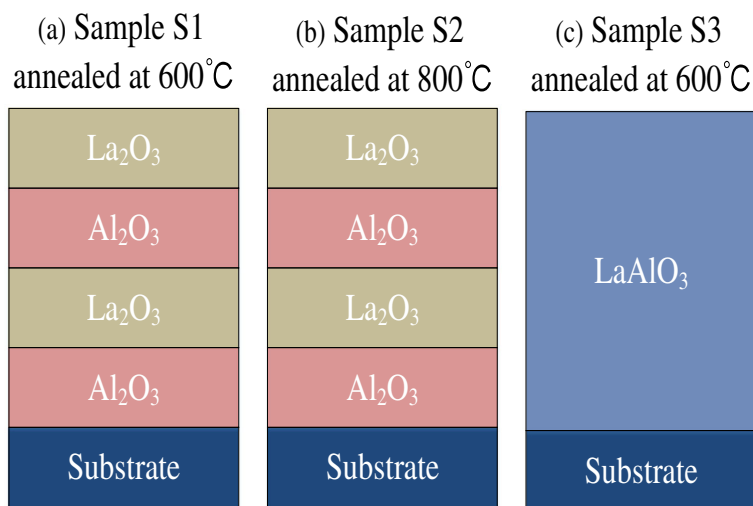 (a) Sample S1
annealed at 600℃
La₂O₃
Al₂O₃
La₂O₃
Al₂O₃
Substrate
(b) Sample S2
annealed at 800℃
La₂O₃
Al₂O₃
La₂O₃
Al₂O₃
Substrate
(c) Sample S3
annealed at 600℃
LaAlO₃
Substrate